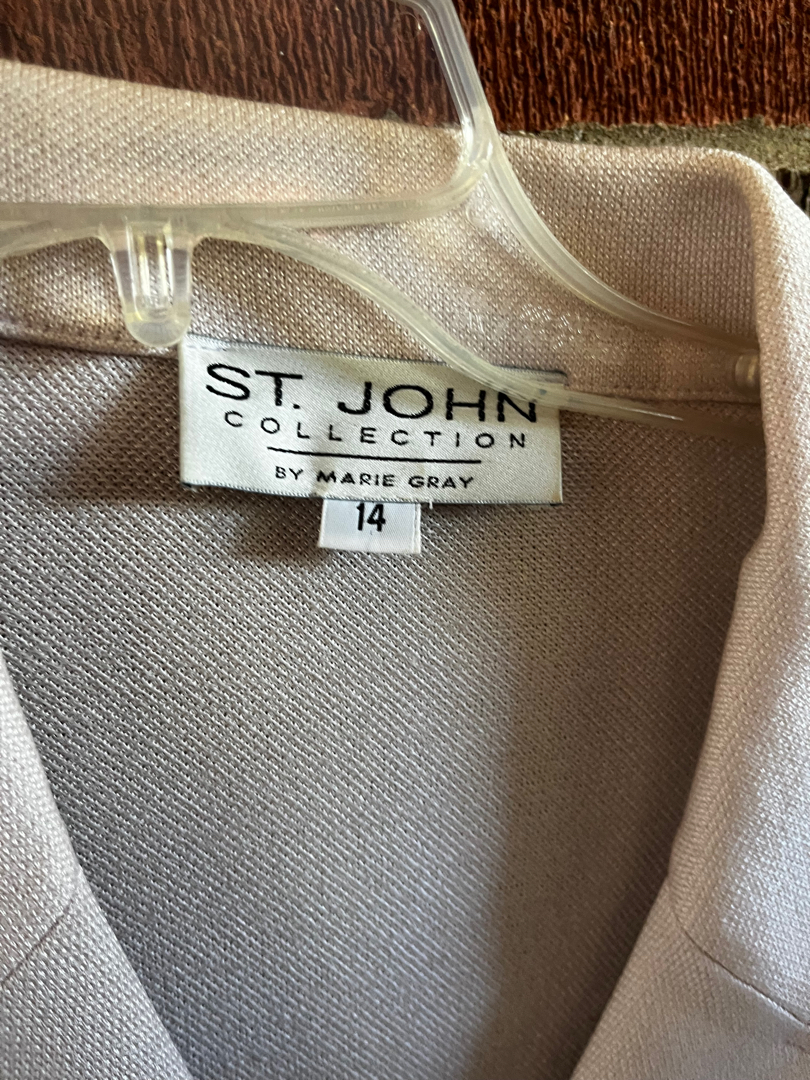 ST. JOHN
COLLECTION
BY MARIE GRAY
14